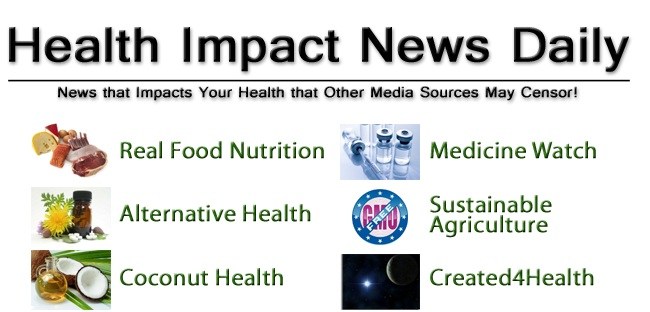 Health Impact News Daily
News that Impacts Your Health that Other Media Sources May Censor!
Real Food Nutrition
Medicine Watch
Alternative Health
GMO
FREE
Sustainable
Agriculture
Coconut Health
Created4Health